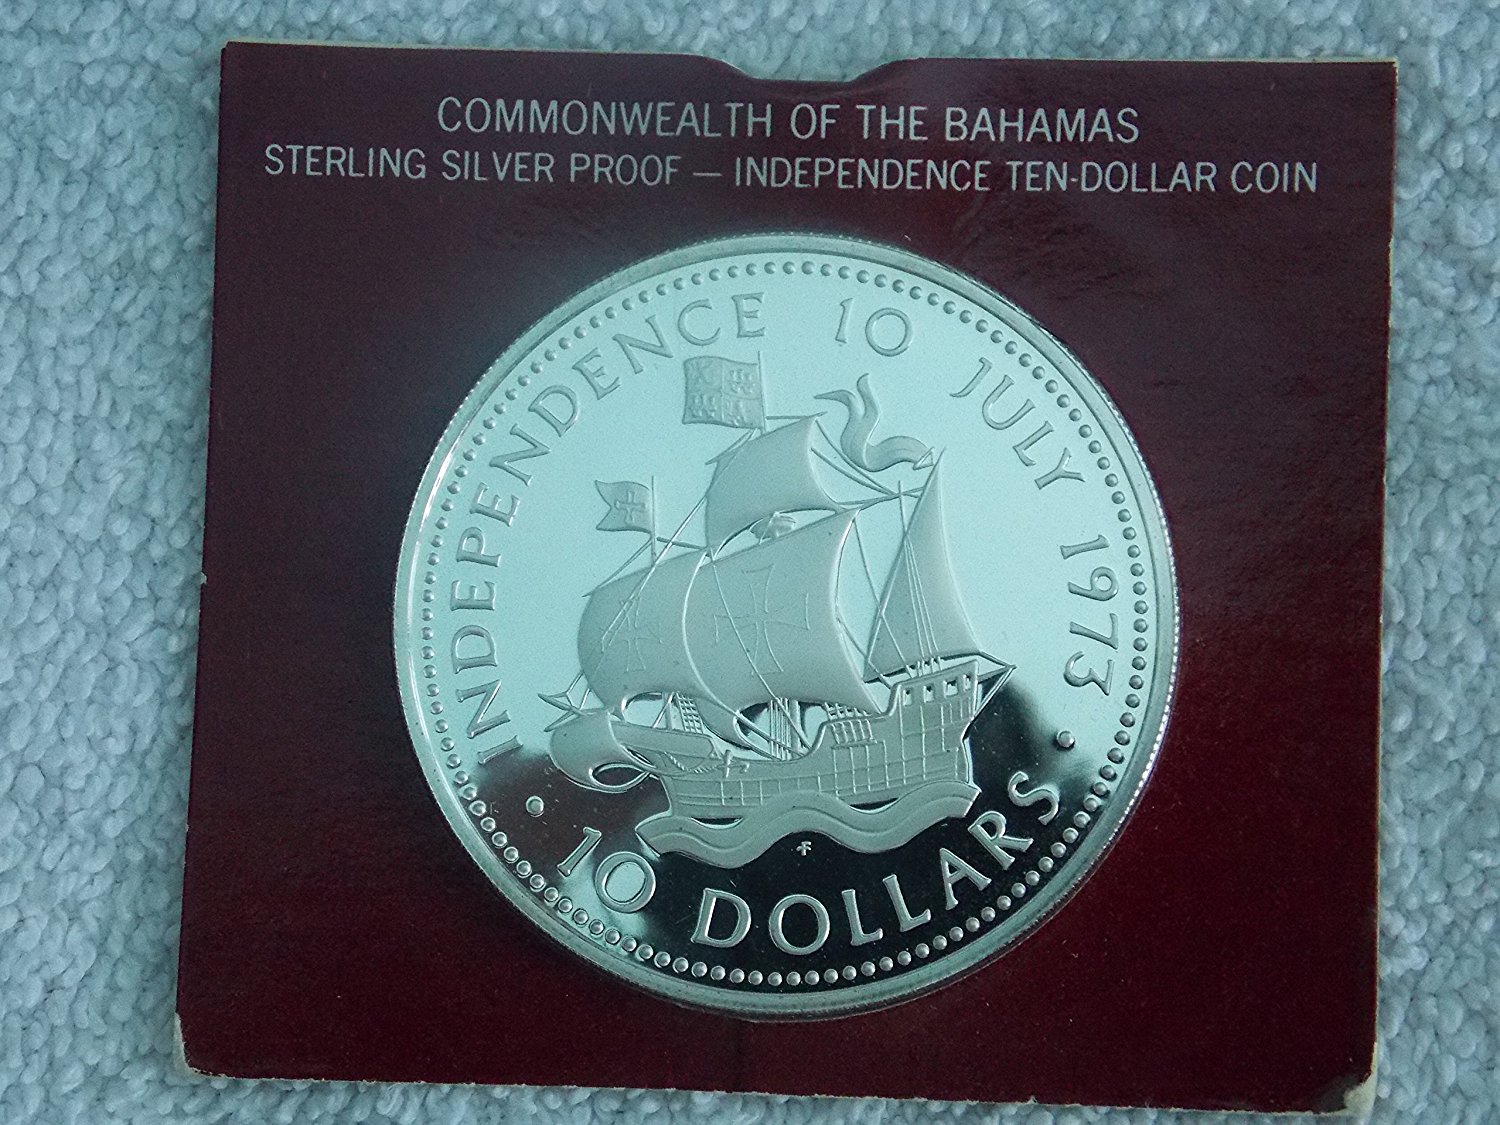 COMMONWEALTH OF THE BAHAMAS
STERLING SILVER PROOF — INDEPENDENCE TEN-DOLLAR COIN
INDEPENDENCE 10 JULY 1973
• 10 DOLLARS •